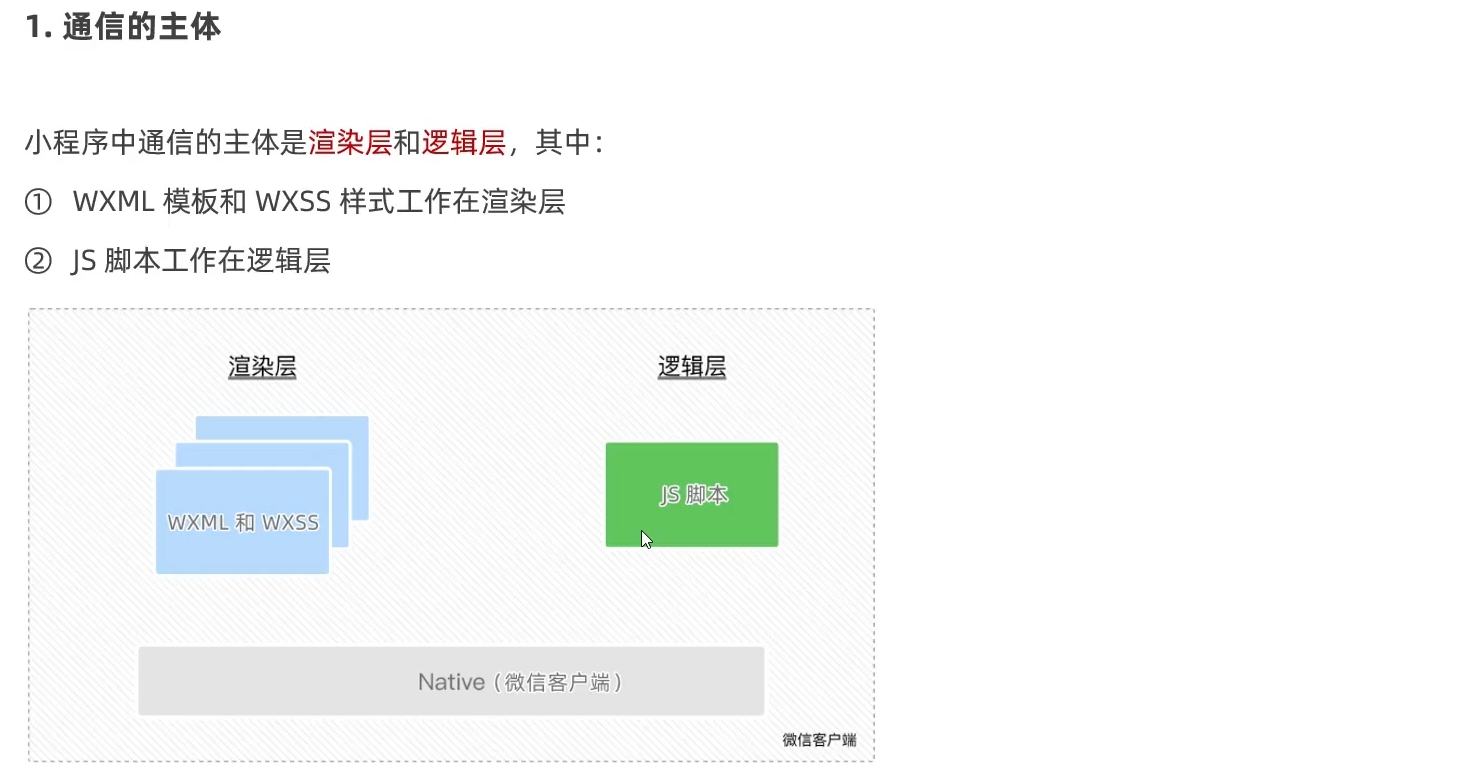 1. 通信的主体
小程序中通信的主体是渲染层和逻辑层，其中：
① WXML 模板和 WXSS 样式工作在渲染层
② JS 脚本工作在逻辑层
渲染层
逻辑层
WXML 和 WXSS
JS 脚本
Native（微信客户端）
微信客户端